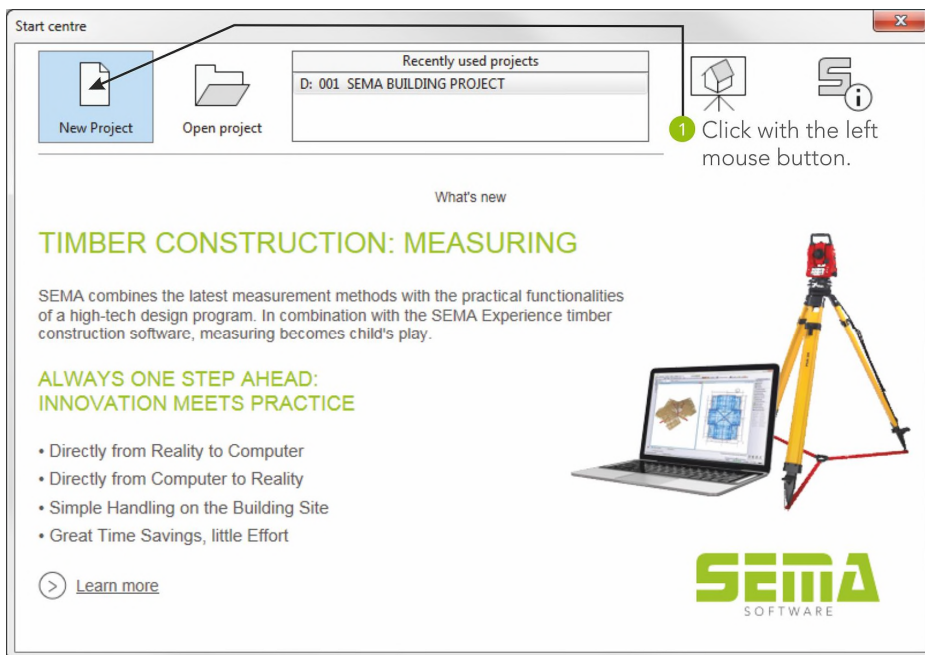 Start centre
New Project
Open project
Recently used projects
D: 001 SEMA BUILDING PROJECT
1 Click with the left
mouse button.
What's new
TIMBER CONSTRUCTION: MEASURING
SEMA combines the latest measurement methods with the practical functionalities
of a high-tech design program. In combination with the SEMA Experience timber
construction software, measuring becomes child's play.
ALWAYS ONE STEP AHEAD:
INNOVATION MEETS PRACTICE
• Directly from Reality to Computer
• Directly from Computer to Reality
• Simple Handling on the Building Site
• Great Time Savings, little Effort
Learn more
SEMA
SOFTWARE